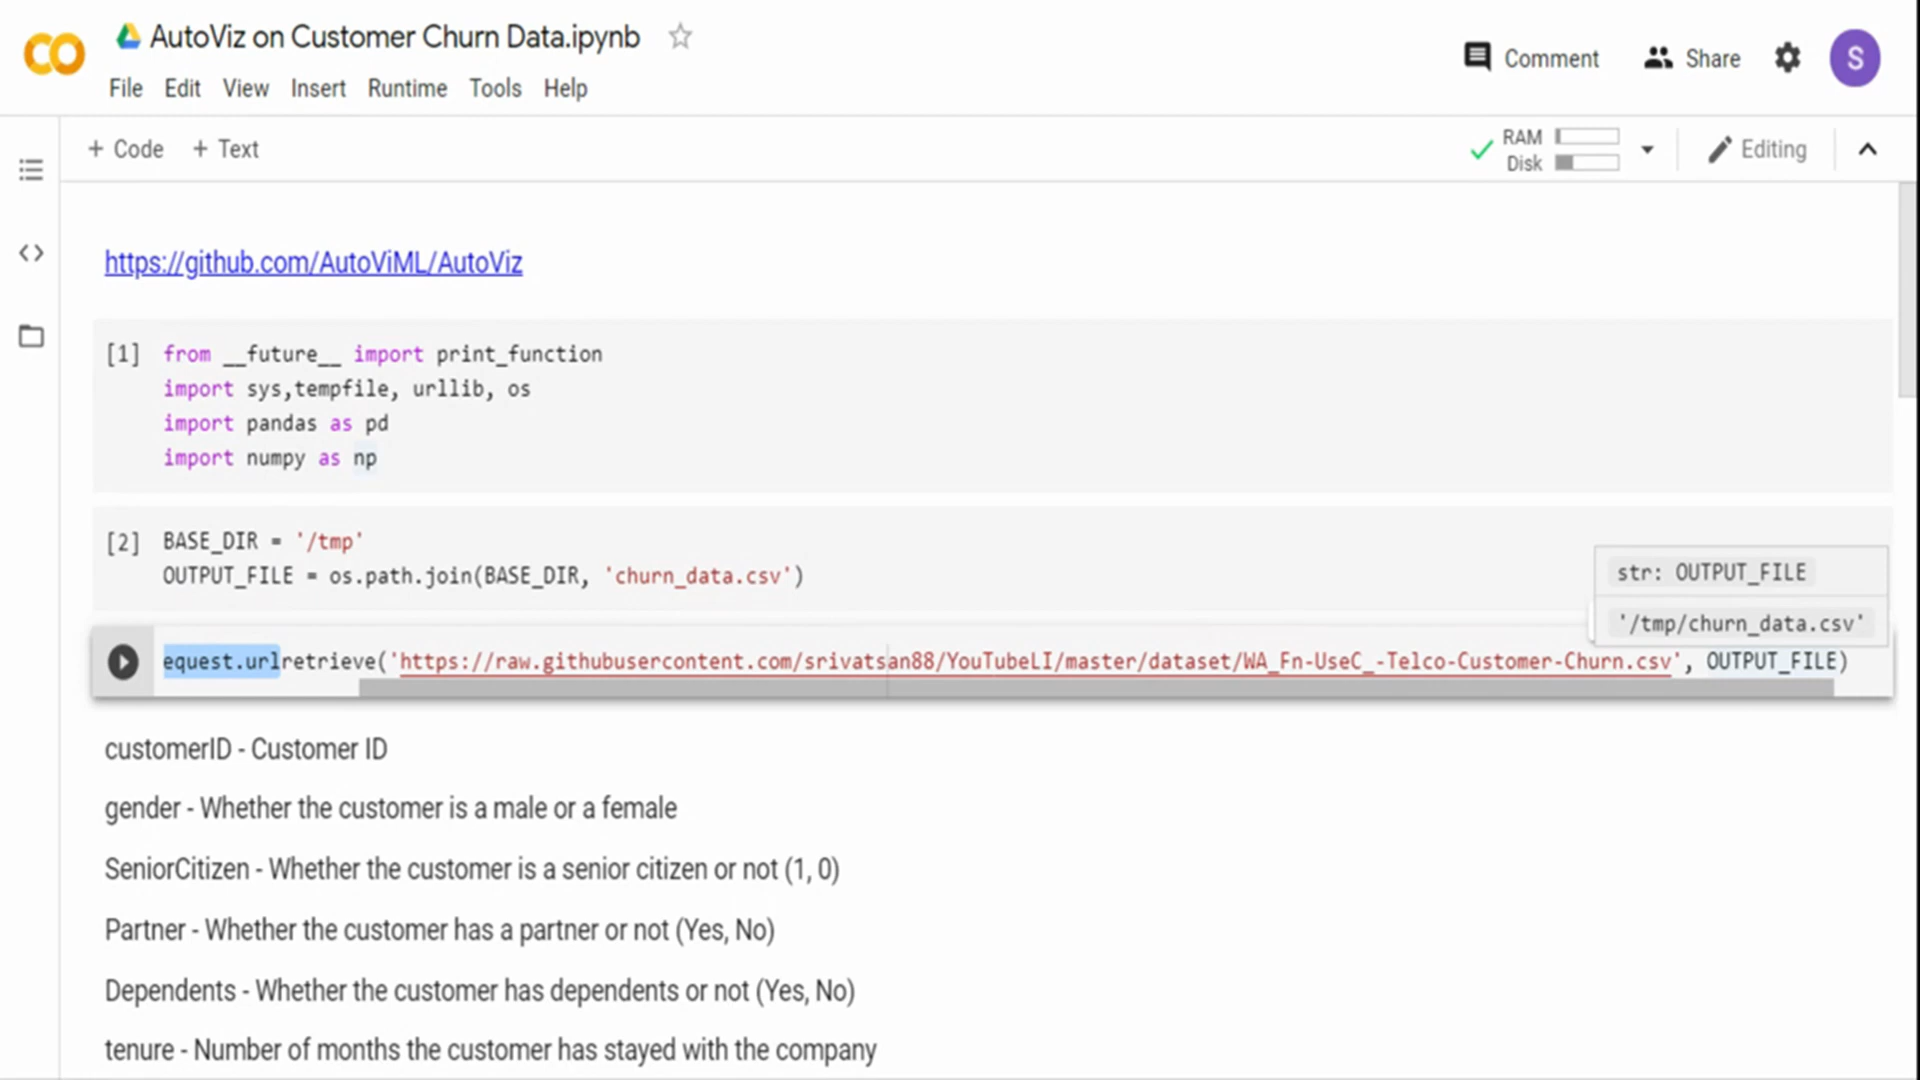 AutoViz on Customer Churn Data.ipynb
Comment
Share
S
File Edit View Insert Runtime Tools Help
+ Code + Text
RAM
Disk
Editing
https://github.com/AutoViML/AutoViz
[1] from __future__ import print_function
import sys,tempfile, urllib, os
import pandas as pd
import numpy as np
[2] BASE_DIR = '/tmp'
OUTPUT_FILE = os.path.join(BASE_DIR, 'churn_data.csv')
str: OUTPUT_FILE
'/tmp/churn_data.csv'
equest.urlretrieve('https://raw.githubusercontent.com/srivatsan88/YouTubeLI/master/dataset/WA_Fn-UseC_-Telco-Customer-Churn.csv', OUTPUT_FILE)
customerID - Customer ID
gender - Whether the customer is a male or a female
SeniorCitizen - Whether the customer is a senior citizen or not (1, 0)
Partner - Whether the customer has a partner or not (Yes, No)
Dependents - Whether the customer has dependents or not (Yes, No)
tenure - Number of months the customer has stayed with the company